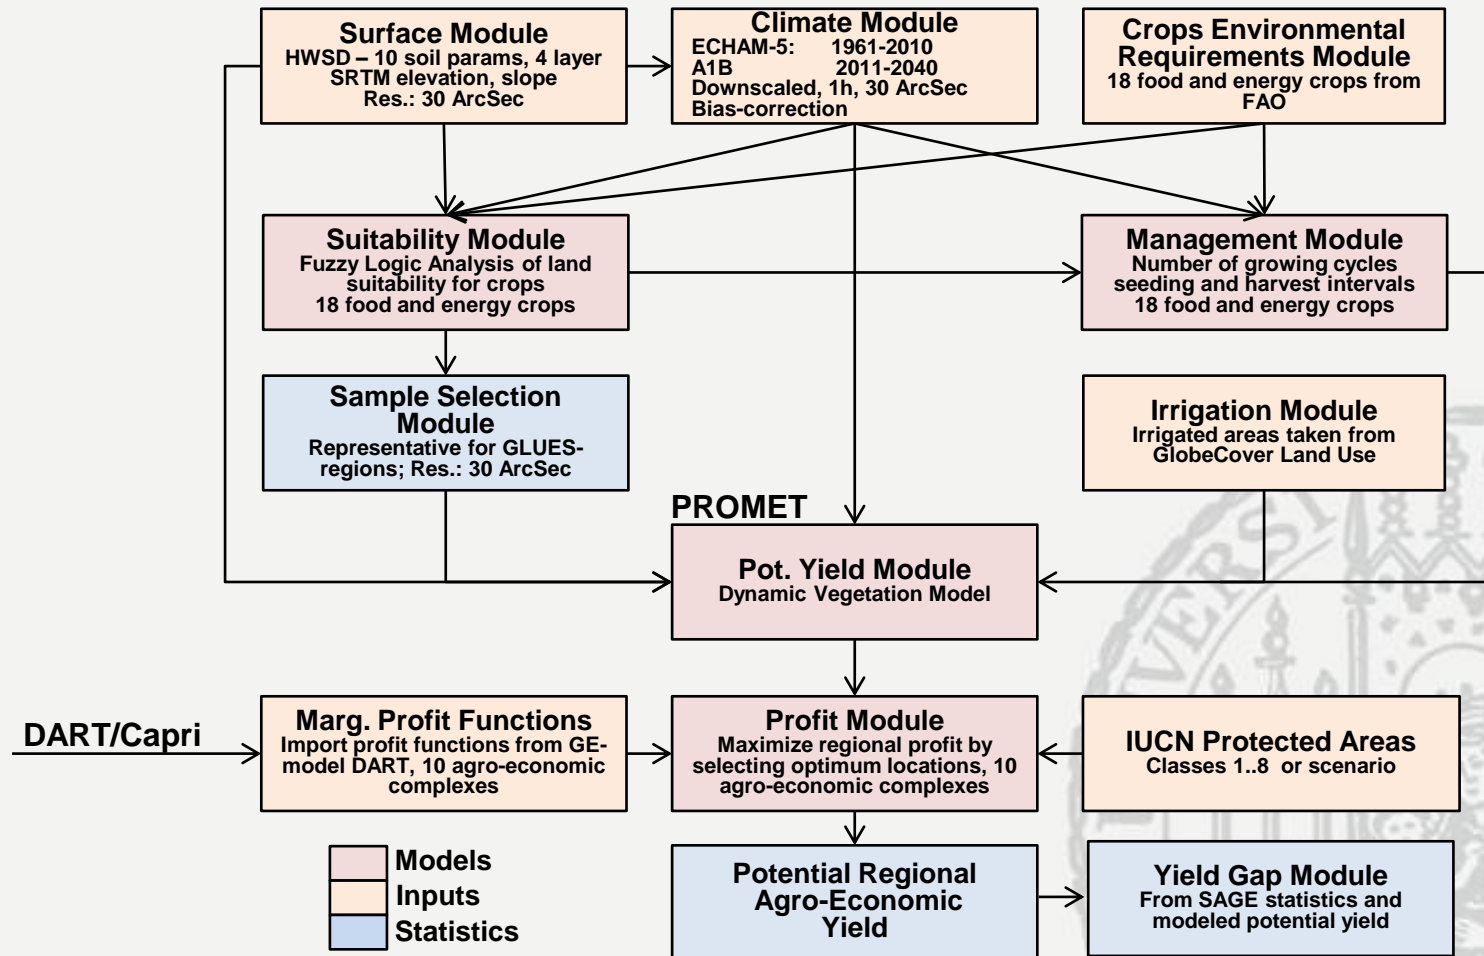 Surface Module
HWSD – 10 soil params, 4 layer
SRTM elevation, slope
Res.: 30 ArcSec
Climate Module
ECHAM-5: 1961-2010
A1B 2011-2040
Downscaled, 1h, 30 ArcSec
Bias-correction
Crops Environmental
Requirements Module
18 food and energy crops from
FAO
Suitability Module
Fuzzy Logic Analysis of land
suitability for crops
18 food and energy crops
Management Module
Number of growing cycles
seeding and harvest intervals
18 food and energy crops
Sample Selection
Module
Representative for GLUES-
regions; Res.: 30 ArcSec
Irrigation Module
Irrigated areas taken from
GlobeCover Land Use
PROMET
Pot. Yield Module
Dynamic Vegetation Model
DART/Capri
Marg. Profit Functions
Import profit functions from GE-
model DART, 10 agro-economic
complexes
Profit Module
Maximize regional profit by
selecting optimum locations, 10
agro-economic complexes
IUCN Protected Areas
Classes 1..8 or scenario
Models
Inputs
Statistics
Potential Regional
Agro-Economic
Yield
Yield Gap Module
From SAGE statistics and
modeled potential yield